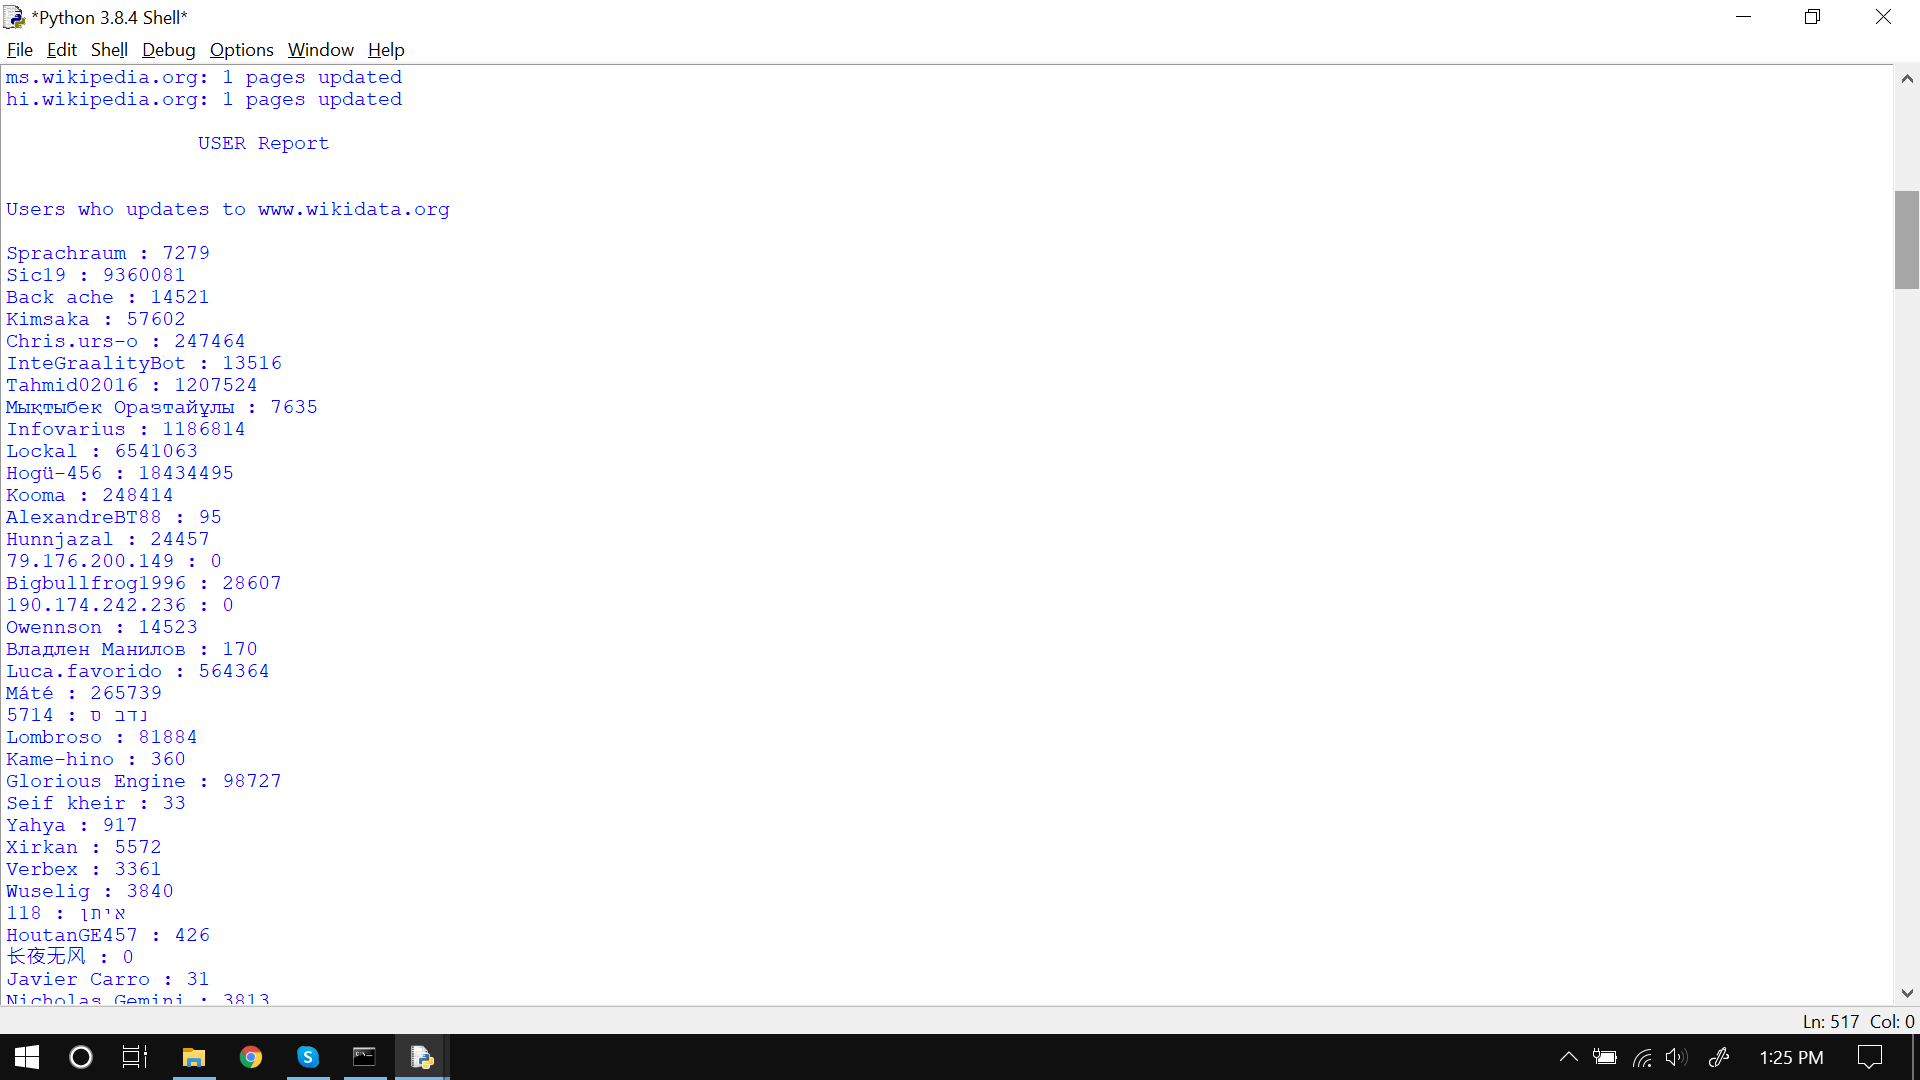 *Python 3.8.4 Shell*
File Edit Shell Debug Options Window Help
ms.wikipedia.org: 1 pages updated
hi.wikipedia.org: 1 pages updated
USER Report
Users who updates to www.wikidata.org
Sprachraum : 7279
Sic19 : 9360081
Back ache : 14521
Kimsaka : 57602
Chris.urs-o : 247464
InteGraalityBot : 13516
Tahmid02016 : 1207524
Мықтыбек Оразтайұлы : 7635
Infovarius : 1186814
Lockal : 6541063
Hogü-456 : 18434495
Kooma : 248414
AlexandreBT88 : 95
Hunnjazal : 24457
79.176.200.149 : 0
Bigbullfrog1996 : 28607
190.174.242.236 : 0
Owennson : 14523
Владлен Манилов : 170
Luca.favorido : 564364
Máté : 265739
נדב ס : 5714
Lombroso : 81884
Kame-hino : 360
Glorious Engine : 98727
Seif kheir : 33
Yahya : 917
Xirkan : 5572
Verbex : 3361
Wuselig : 3840
איתן : 118
HoutanGE457 : 426
长夜无风 : 0
Javier Carro : 31
Nicholas Gemini : 3813
Ln: 517 Col: 0
1:25 PM